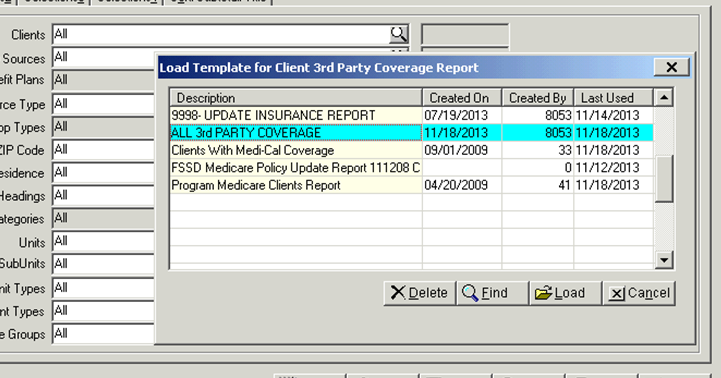 Clients All
Sources All
Load Template for Client 3rd Party Coverage Report
efit Plans All
rce Type All
Description Created On Created By Last Used
9998- UPDATE INSURANCE REPORT 07/19/2013 8053 11/14/2013
op Types All
ALL 3rd PARTY COVERAGE 11/18/2013 8053 11/18/2013
ZIP Code All
Clients With Medi-Cal Coverage 09/01/2009 33 11/18/2013
FSSD Medicare Policy Update Report 111208 C 0 11/12/2013
esidence All
Program Medicare Clients Report 04/20/2009 41 11/18/2013
Headings All
ategories All
Units All
SubUnits All
nit Types All
Delete Find Load Cancel
nt Types All
e Groups All